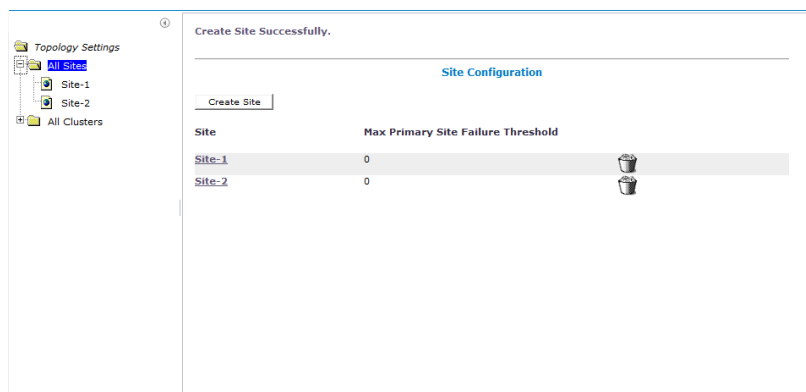 Topology Settings
All Sites
Site-1
Site-2
All Clusters
Create Site Successfully.
Site Configuration
Create Site
Site Max Primary Site Failure Threshold
Site-1 0
Site-2 0